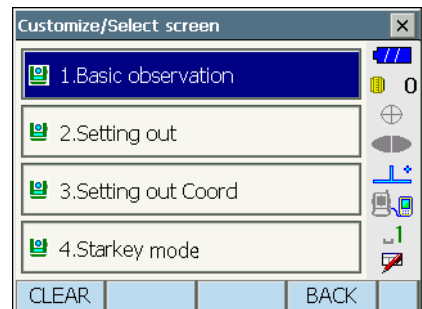 Customize/Select screen
1.Basic observation
0
2.Setting out
3.Setting out Coord
1
4.Starkey mode
CLEAR BACK